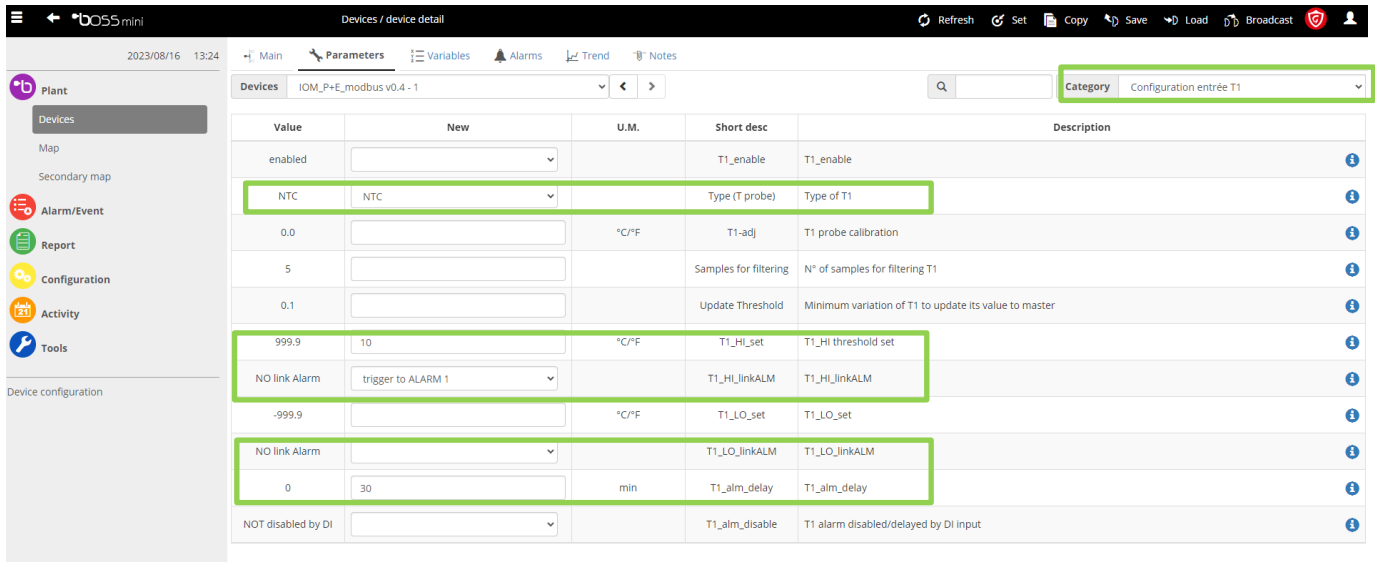 boss mini Devices / device detail Refresh Set Copy Save Load Broadcast
2023/08/16 13:24 Main Parameters Variables Alarms Trend Notes
Plant Devices IOM_P+E_modbus v0.4 - 1 Category Configuration entrée T1
Devices
Map
Secondary map
Alarm/Event
Report
Configuration
Activity
21
Tools
Device configuration
Value New U.M. Short desc Description
enabled T1_enable T1_enable
NTC NTC Type (T probe) Type of T1
0.0 °C/°F T1-adj T1 probe calibration
5 Samples for filtering N° of samples for filtering T1
0.1 Update Threshold Minimum variation of T1 to update its value to master
999.9 10 °C/°F T1_HI_set T1_HI threshold set
NO link Alarm trigger to ALARM 1 T1_HI_linkALM T1_HI_linkALM
-999.9 °C/°F T1_LO_set T1_LO_set
NO link Alarm T1_LO_linkALM T1_LO_linkALM
0 30 min T1_alm_delay T1_alm_delay
NOT disabled by DI T1_alm_disable T1 alarm disabled/delayed by DI input